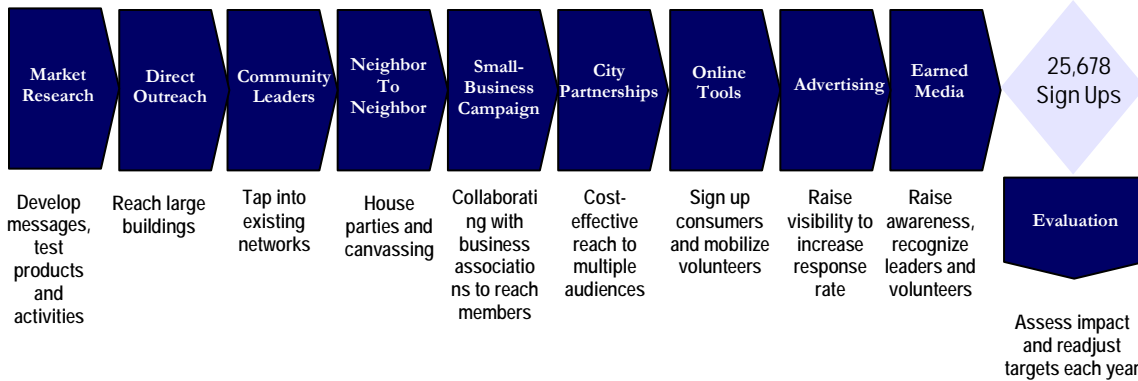 Market
Research
Direct
Outreach
Community
Leaders
Neighbor
To
Neighbor
Small-
Business
Campaign
City
Partnerships
Online
Tools
Advertising
Earned
Media
25,678
Sign Ups
Develop
messages,
test
products
and
activities
Reach large
buildings
Tap into
existing
networks
House
parties and
canvassing
Collaborati
ng with
business
associatio
ns to reach
members
Cost-
effective
reach to
multiple
audiences
Sign up
consumers
and mobilize
volunteers
Raise
visibility to
increase
response
rate
Raise
awareness,
recognize
leaders and
volunteers
Evaluation
Assess impact
and readjust
targets each year